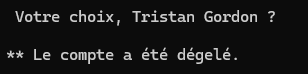 Votre choix, Tristan Gordon ?
** Le compte a été dégelé.